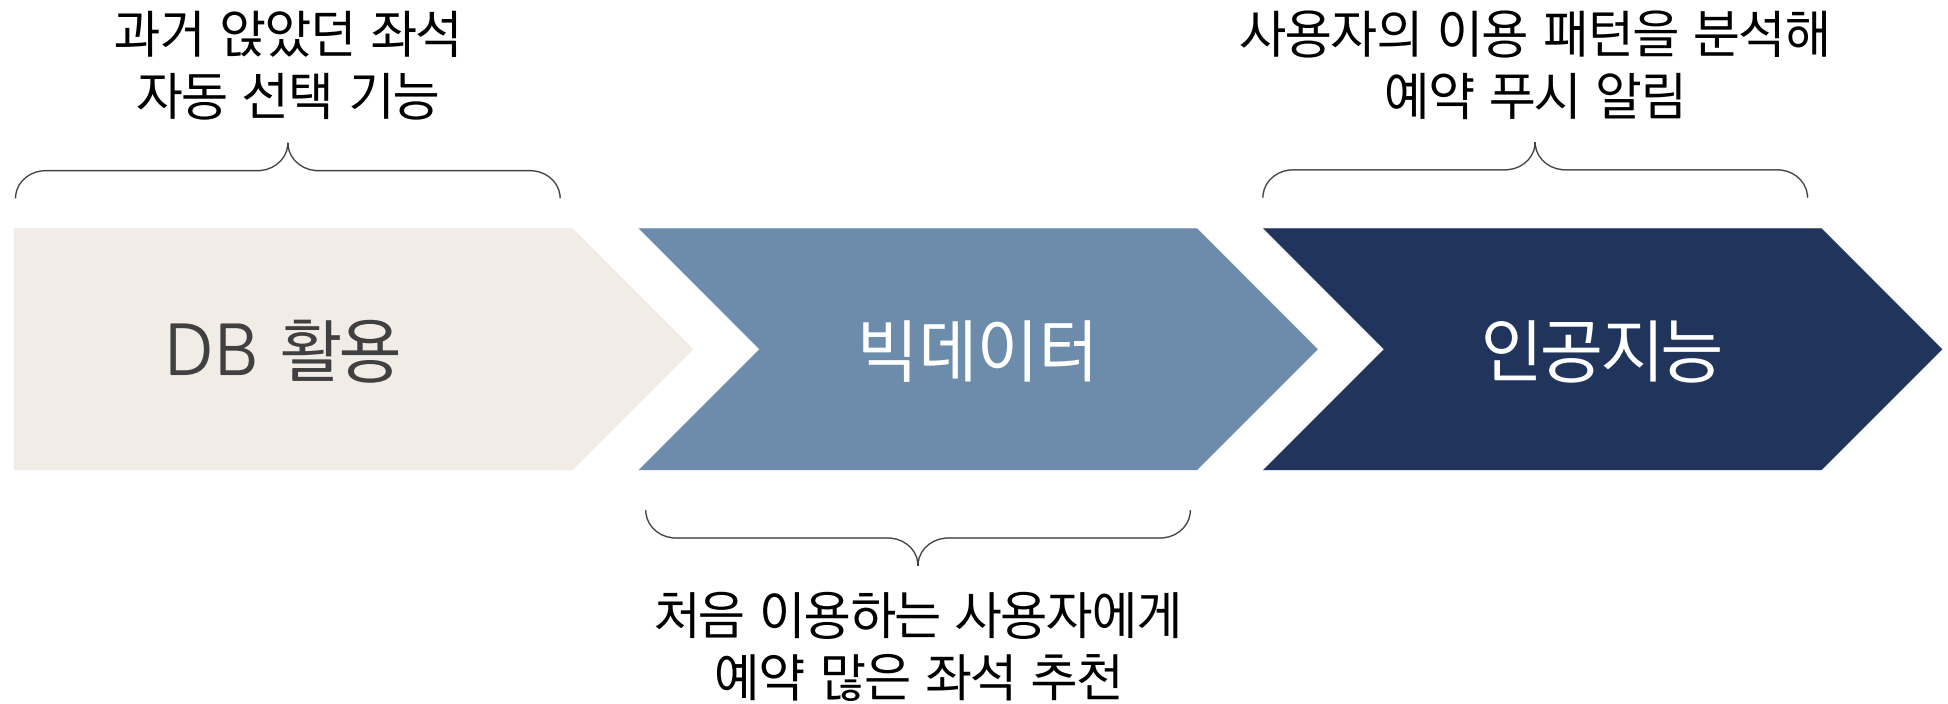 과거 앉았던 좌석
자동 선택 기능
사용자의 이용 패턴을 분석해
예약 푸시 알림
DB 활용
빅데이터
인공지능
처음 이용하는 사용자에게
예약 많은 좌석 추천